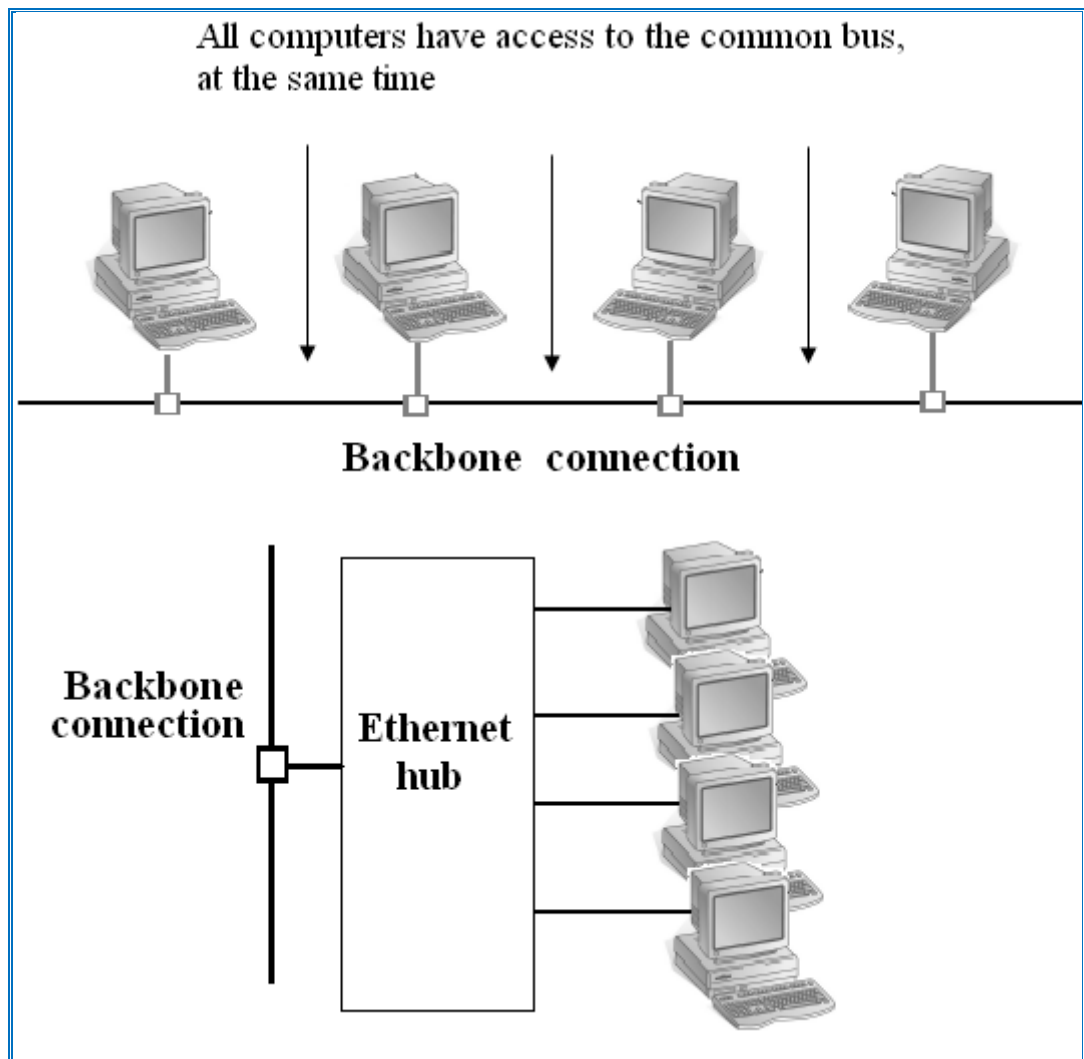 All computers have access to the common bus,
at the same time
Backbone connection
Backbone
connection
Ethernet
hub